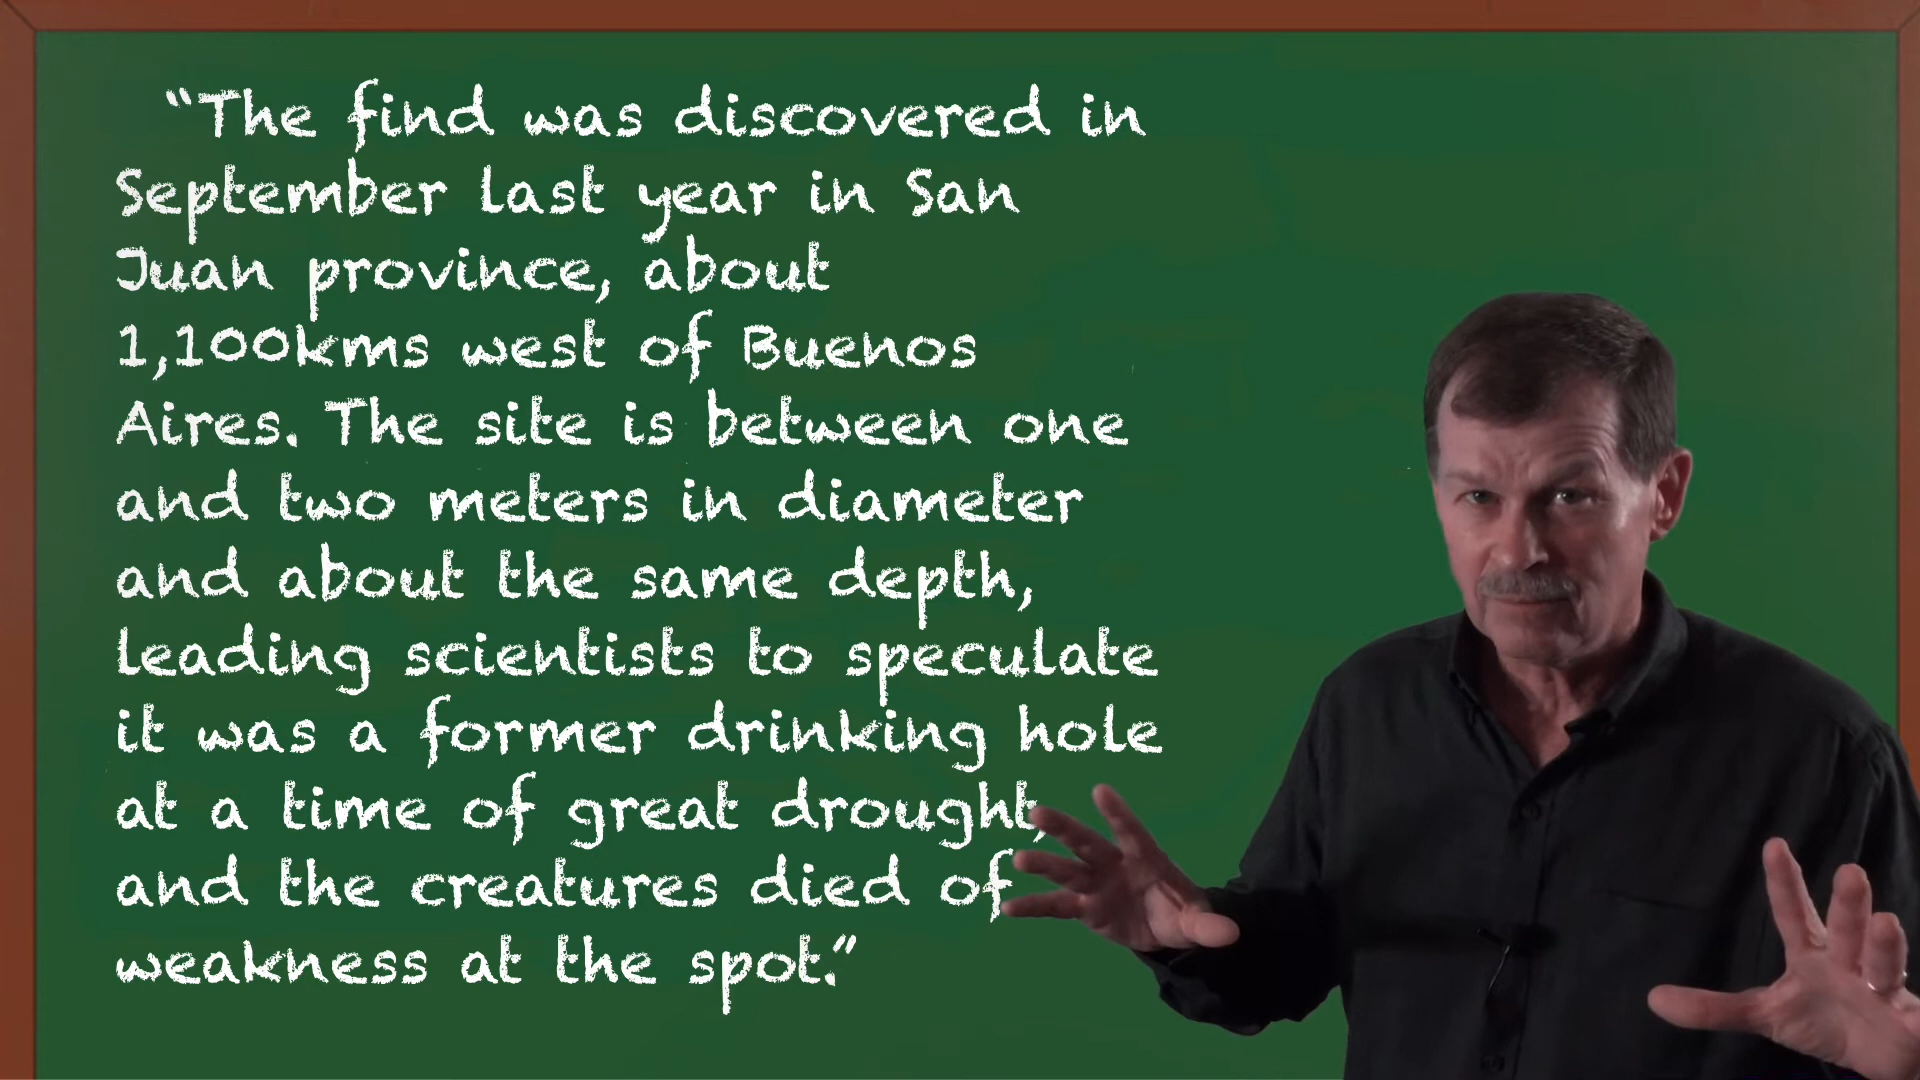 “The find was discovered in
September last year in San
Juan province, about
1,100kms west of Buenos
Aires. The site is between one
and two meters in diameter
and about the same depth,
leading scientists to speculate
it was a former drinking hole
at a time of great drought,
and the creatures died of
weakness at the spot.”